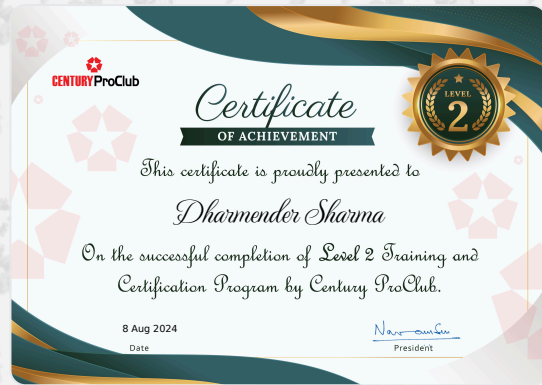 CENTURY ProClub
LEVEL
2
Certificate
OF ACHIEVEMENT
This certificate is proudly presented to
Dharmender Sharma
On the successful completion of Level 2 Training and
Certification Program by Century ProClub.
8 Aug 2024
Date
President